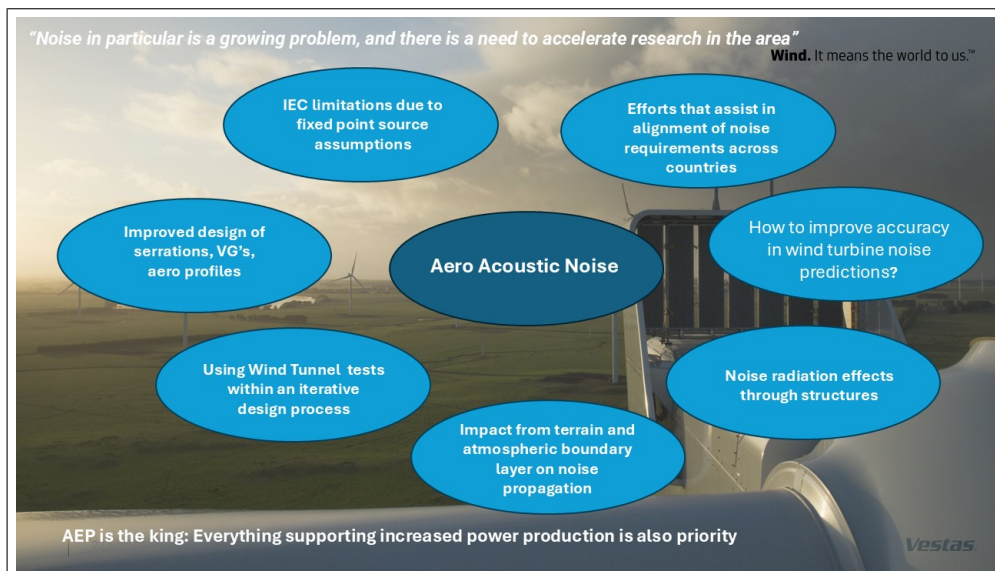 “Noise in particular is a growing problem, and there is a need to accelerate research in the area”
Wind. It means the world to us.™
IEC limitations due to
fixed point source
assumptions
Efforts that assist in
alignment of noise
requirements across
countries
Improved design of
serrations, VG's,
aero profiles
Aero Acoustic Noise
How to improve accuracy
in wind turbine noise
predictions?
Using Wind Tunnel tests
within an iterative
design process
Noise radiation effects
through structures
Impact from terrain and
atmospheric boundary
layer on noise
propagation
AEP is the king: Everything supporting increased power production is also priority
Vestas